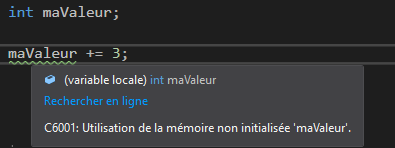 int maValeur;
maValeur += 3;
(variable locale) int maValeur
Rechercher en ligne
C6001: Utilisation de la mémoire non initialisée 'maValeur'.